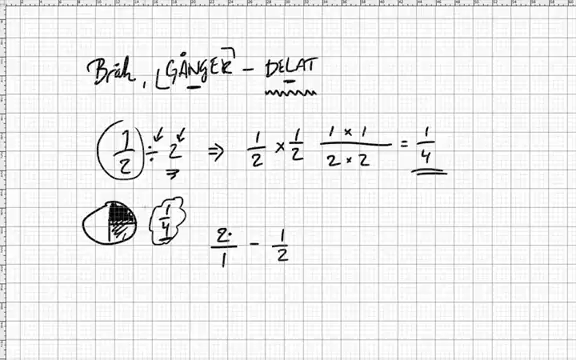 Bråk, GÅNGER - DELAT
1/2 ÷ 2 ⇒ 1/2 × 1/2 (1 × 1)/(2 × 2) = 1/4
1/4
2/1 - 1/2